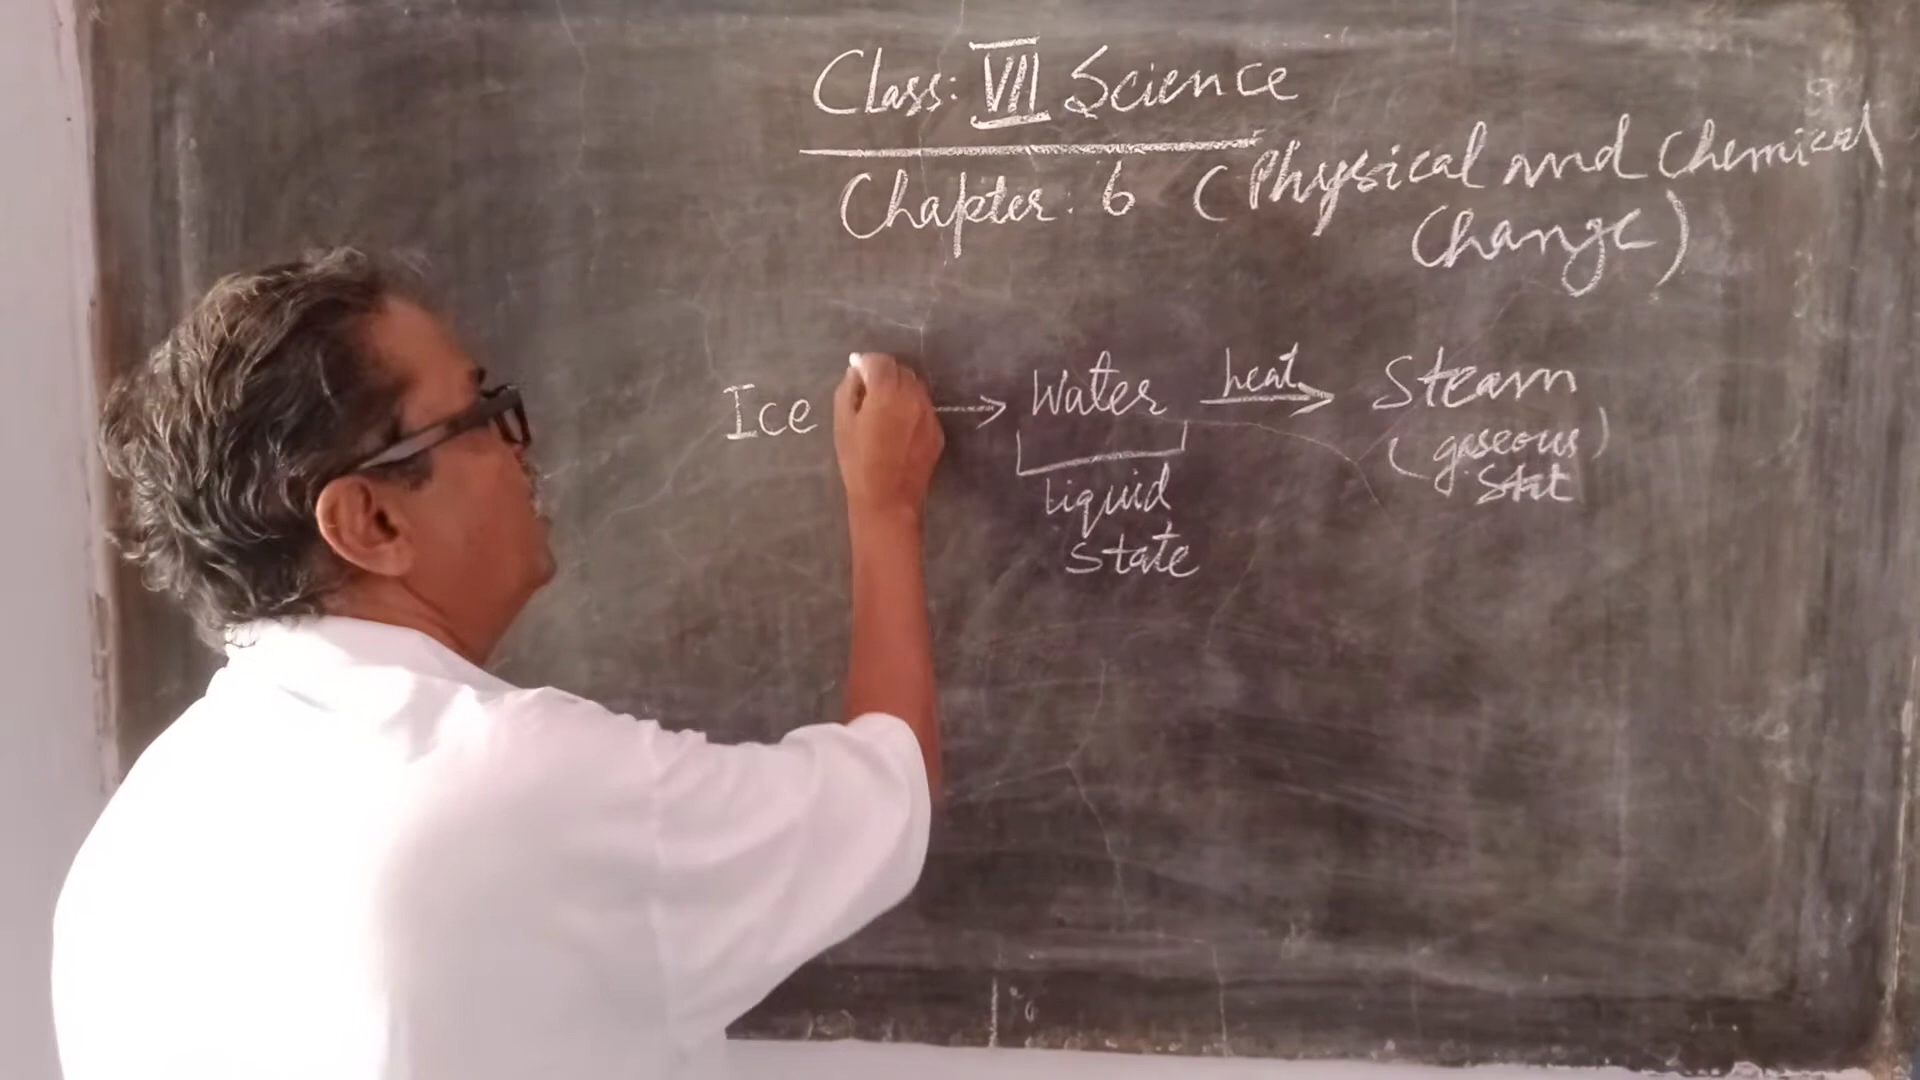 Class: VII Science
Chapter: 6 (Physical and Chemical
Change)
Ice → Water heat→ Steam
Liquid
State
(gaseous)
Stat